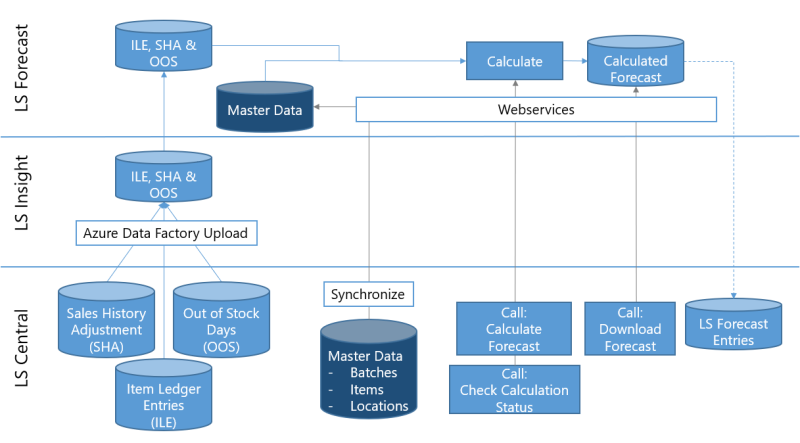 LS Forecast
ILE, SHA &
OOS
Master Data
Calculate
Calculated
Forecast
Webservices
LS Insight
ILE, SHA &
OOS
Azure Data Factory Upload
LS Central
Sales History
Adjustment
(SHA)
Out of Stock
Days
(OOS)
Item Ledger
Entries
(ILE)
Synchronize
Master Data
- Batches
- Items
- Locations
Call:
Calculate
Forecast
Call:
Check Calculation
Status
Call:
Download
Forecast
LS Forecast
Entries